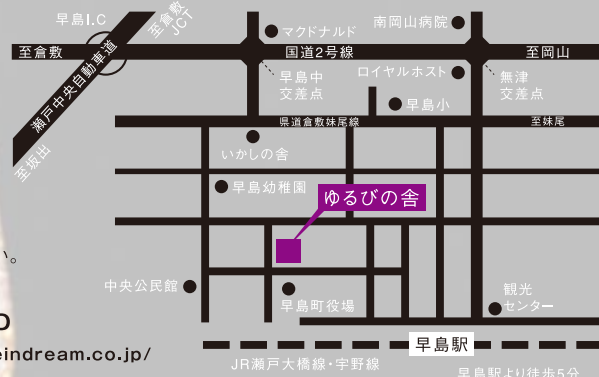 早島I.C
至倉敷
JCT
マクドナルド
南岡山病院
至倉敷
国道2号線
至岡山
瀬戸中央自動車道
早島中
交差点
ロイヤルホスト
無津
交差点
早島小
県道倉敷妹尾線
至妹尾
至坂出
いかしの舎
早島幼稚園
ゆるびの舎
い。
中央公民館
早島町役場
観光
センター
eindream.co.jp/
早島駅
JR瀬戸大橋線・宇野線
早島駅より徒歩5分